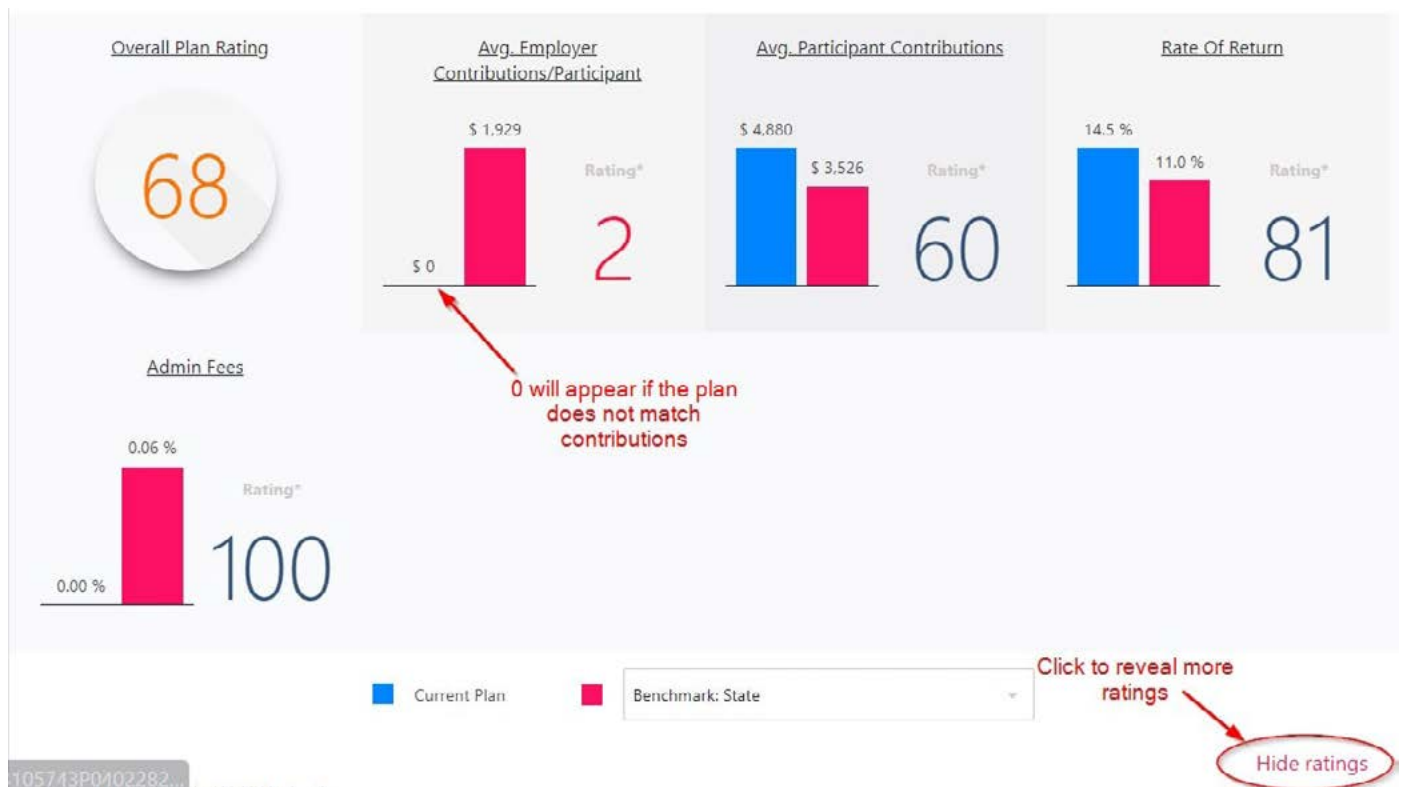 Overall Plan Rating
68
Avg. Employer
Contributions/Participant
$ 1,929
$ 0
Rating*
2
Avg. Participant Contributions
$ 4,880
$ 3,526
Rating*
60
Rate Of Return
14.5 %
11.0 %
Rating*
81
0 will appear if the plan
does not match
contributions
Admin Fees
0.06 %
0.00 %
Rating*
100
Current Plan
Benchmark: State
Click to reveal more
ratings
Hide ratings
105743P0402282...